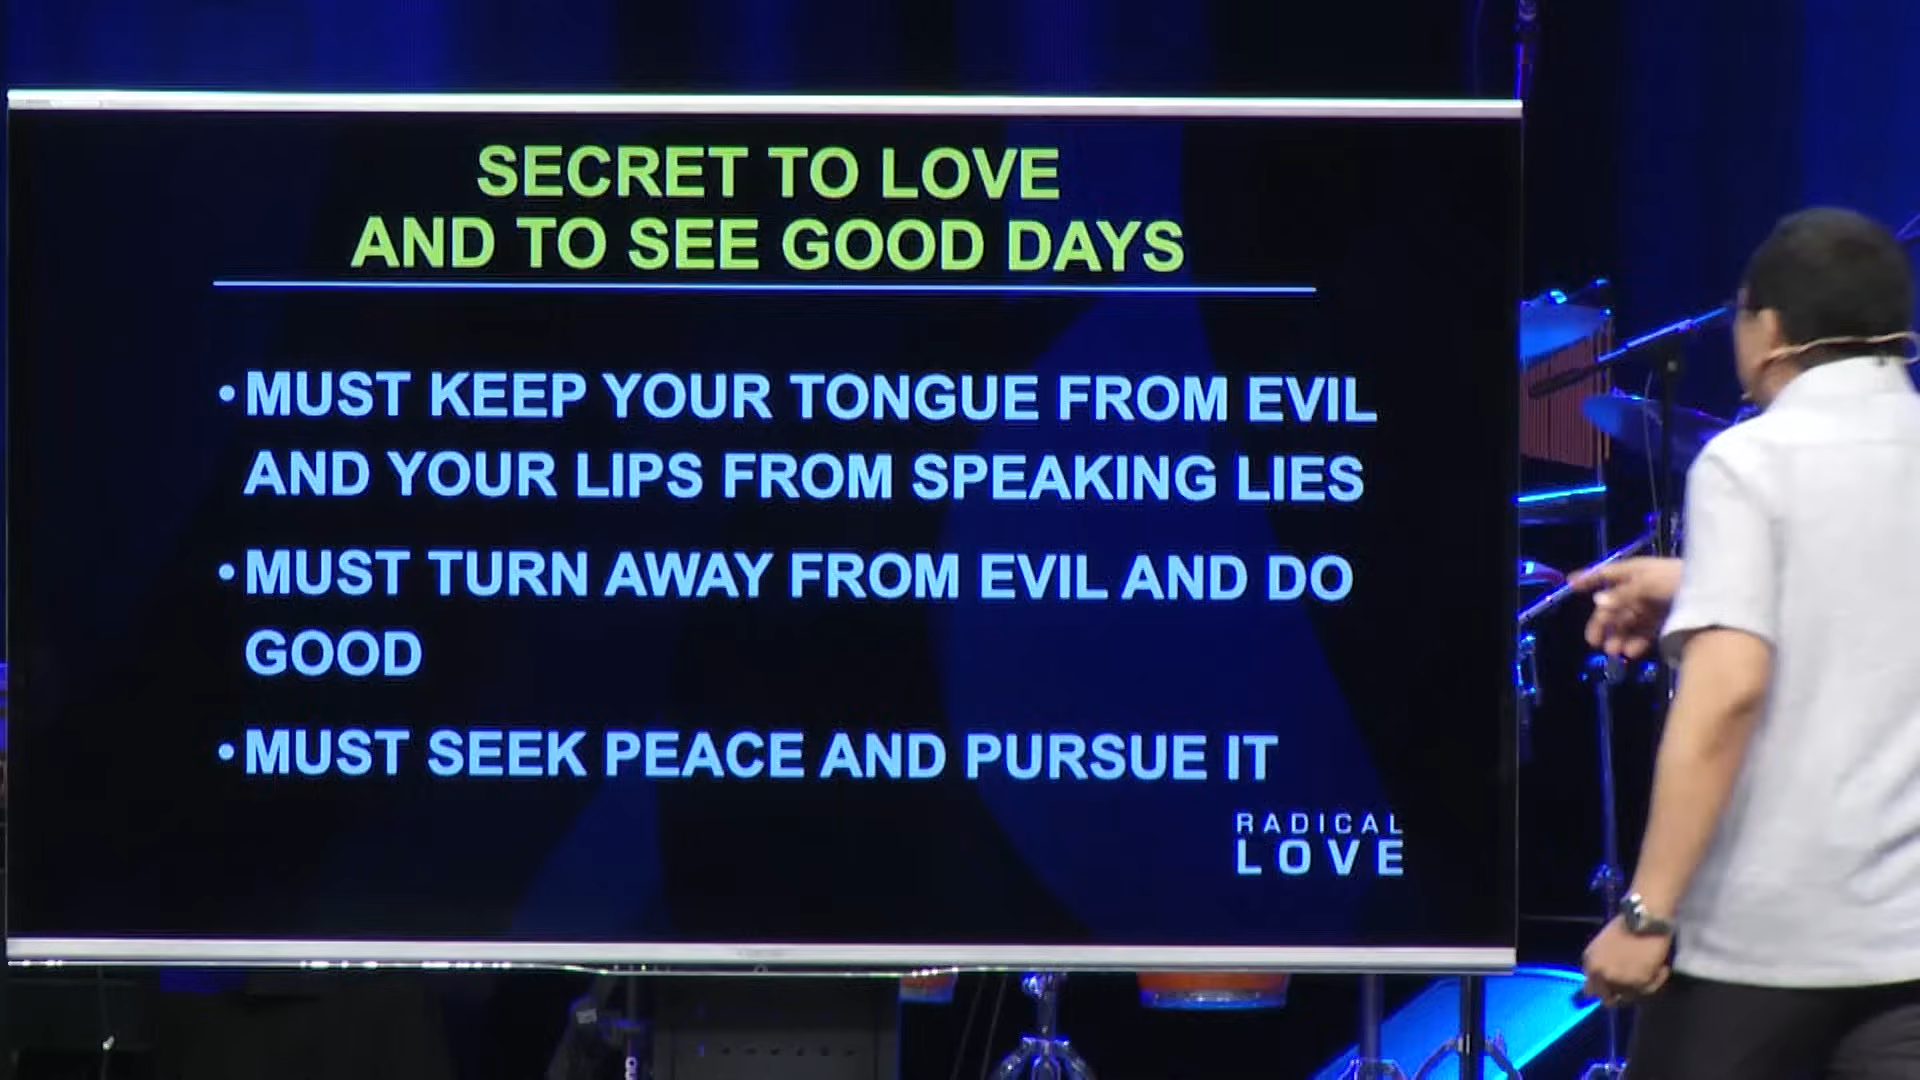 SECRET TO LOVE
AND TO SEE GOOD DAYS
•MUST KEEP YOUR TONGUE FROM EVIL
AND YOUR LIPS FROM SPEAKING LIES
•MUST TURN AWAY FROM EVIL AND DO
GOOD
•MUST SEEK PEACE AND PURSUE IT
RADICAL
LOVE